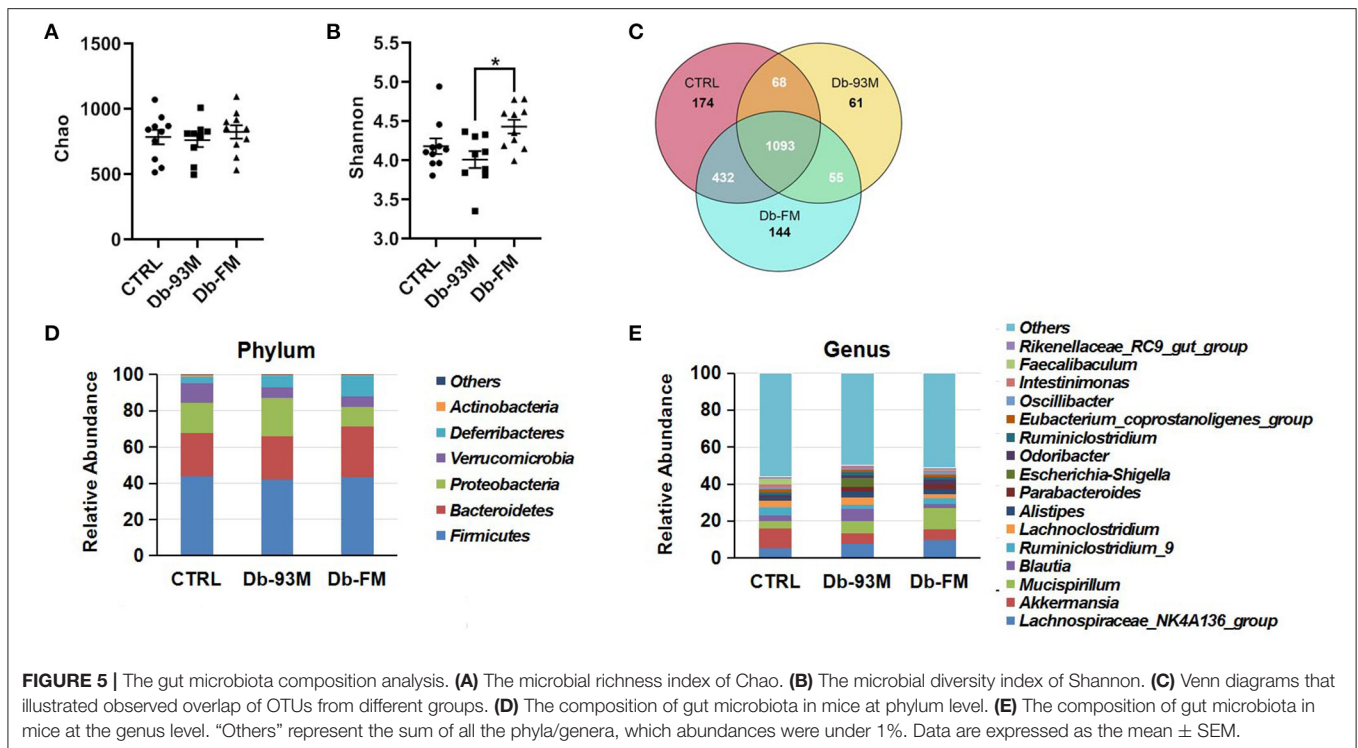 A
1500
1000
500
0
Chao
CTRL
Db-93M
Db-FM
B
5.5
5.0
4.5
4.0
3.5
3.0
Shannon
*
CTRL
Db-93M
Db-FM
C
CTRL
174
68
Db-93M
61
1093
432
55
Db-FM
144
D
Phylum
100
80
60
40
20
0
Relative Abundance
CTRL
Db-93M
Db-FM
Others
Actinobacteria
Deferribacteres
Verrucomicrobia
Proteobacteria
Bacteroidetes
Firmicutes
E
Genus
100
80
60
40
20
0
Relative Abundance
CTRL
Db-93M
Db-FM
Others
Rikenellaceae_RC9_gut_group
Faecalibaculum
Intestinimonas
Oscillibacter
Eubacterium_coprostanoligenes_group
Ruminiclostridium
Odoribacter
Escherichia-Shigella
Parabacteroides
Alistipes
Lachnoclostridium
Ruminiclostridium_9
Blautia
Mucispirillum
Akkermansia
Lachnospiraceae_NK4A136_group
FIGURE 5 | The gut microbiota composition analysis. (A) The microbial richness index of Chao. (B) The microbial diversity index of Shannon. (C) Venn diagrams that
illustrated observed overlap of OTUs from different groups. (D) The composition of gut microbiota in mice at phylum level. (E) The composition of gut microbiota in
mice at the genus level. “Others” represent the sum of all the phyla/genera, which abundances were under 1%. Data are expressed as the mean ± SEM.